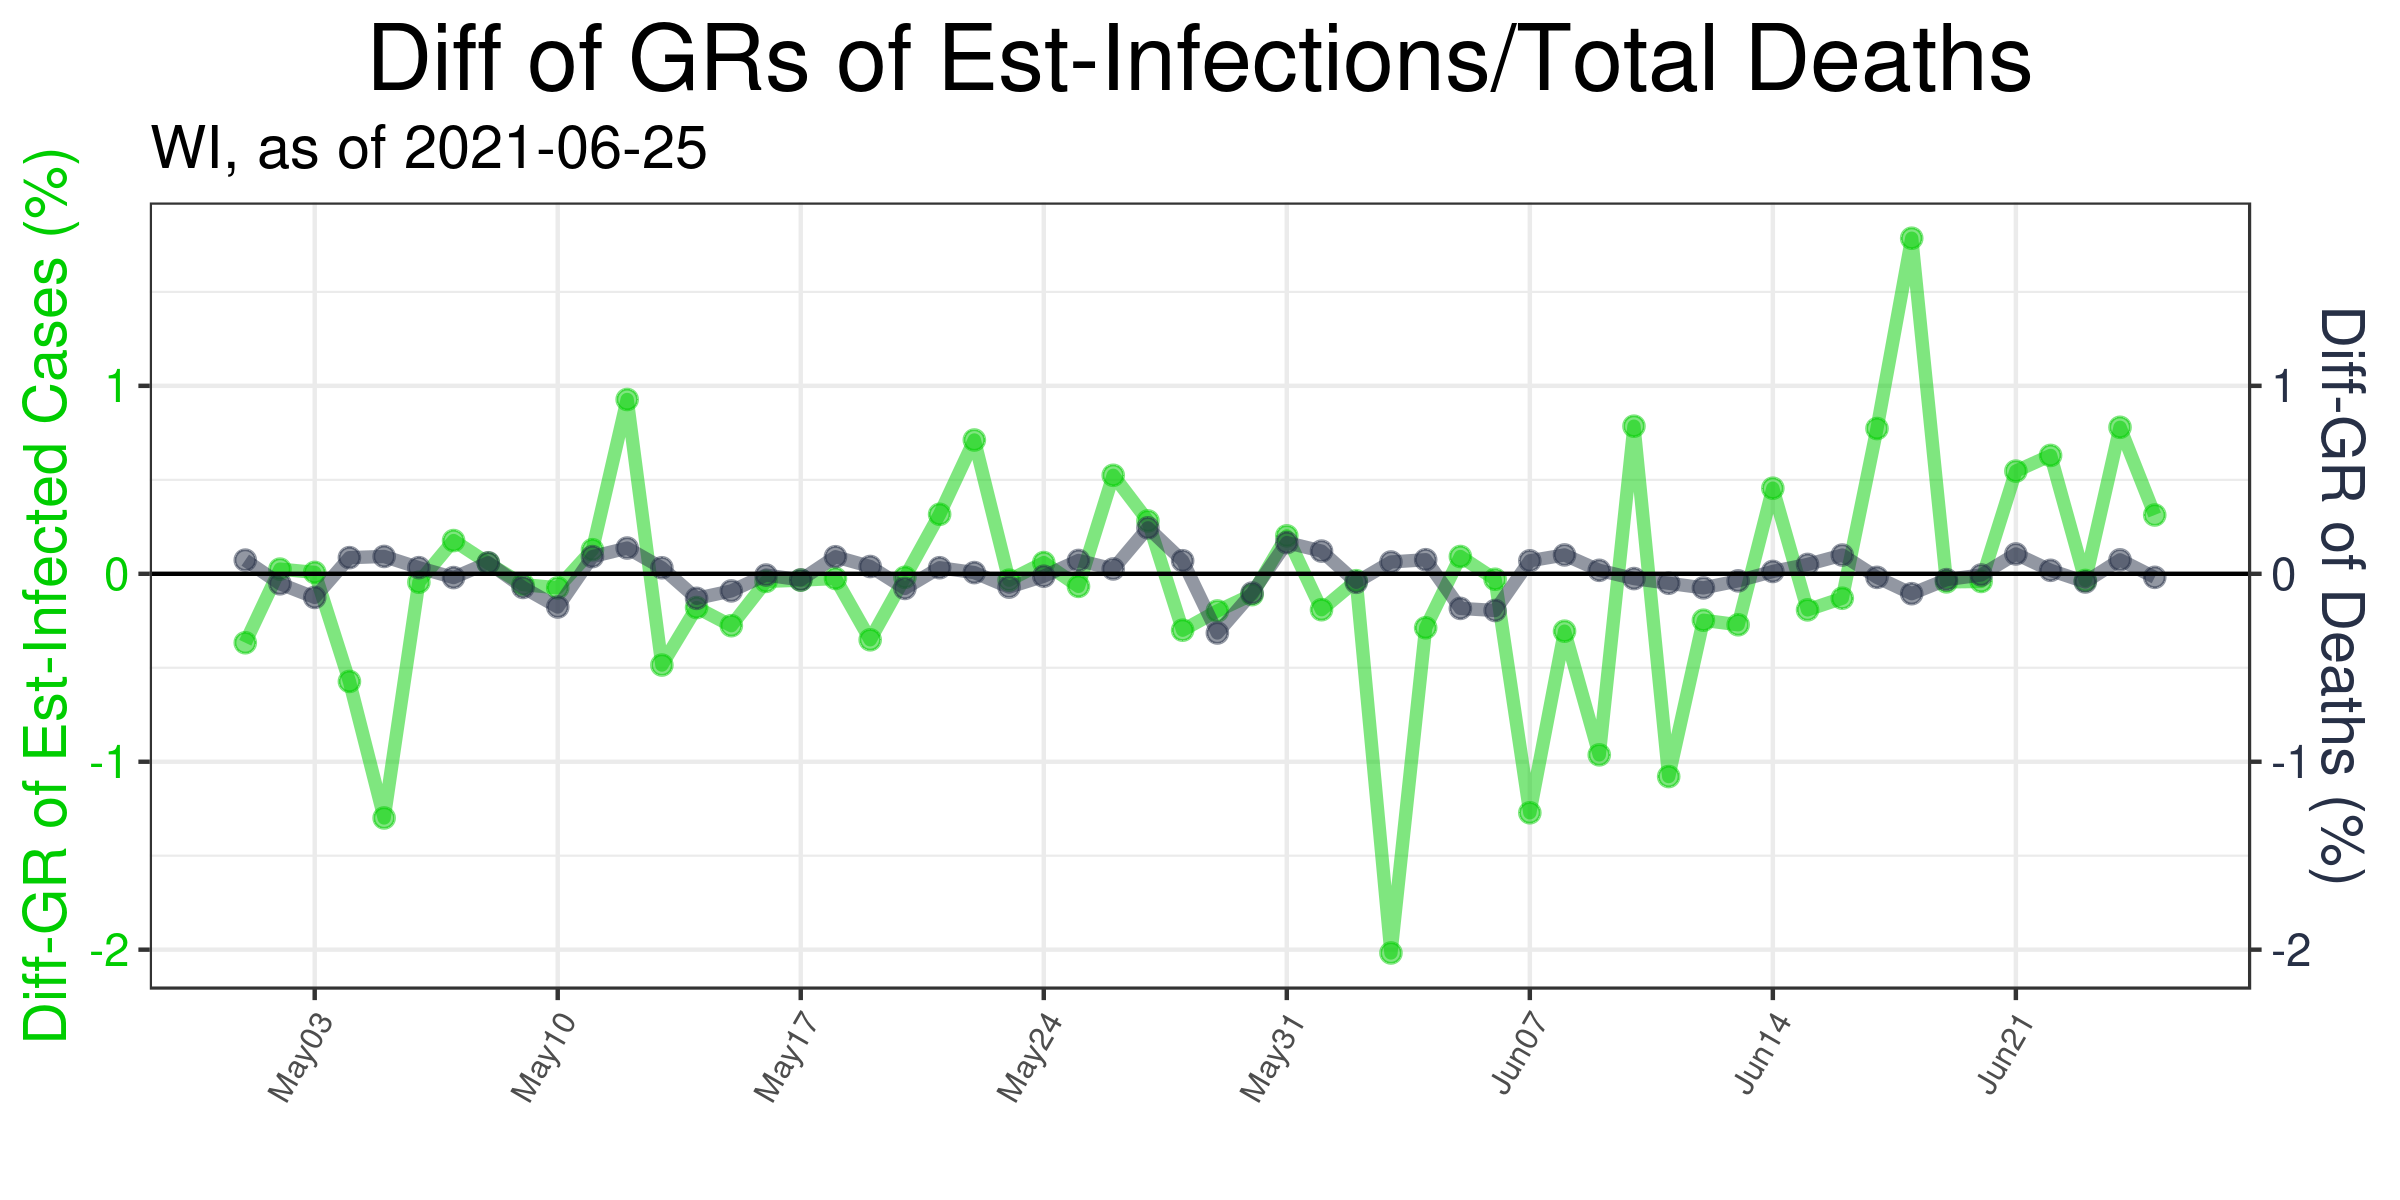 Diff of GRs of Est-Infections/Total Deaths
WI, as of 2021-06-25
Diff-GR of Est-Infected Cases (%)
1
0
-1
-2
1
0
-1
-2
Diff-GR of Deaths (%)
May03
May10
May17
May24
May31
Jun07
Jun14
Jun21